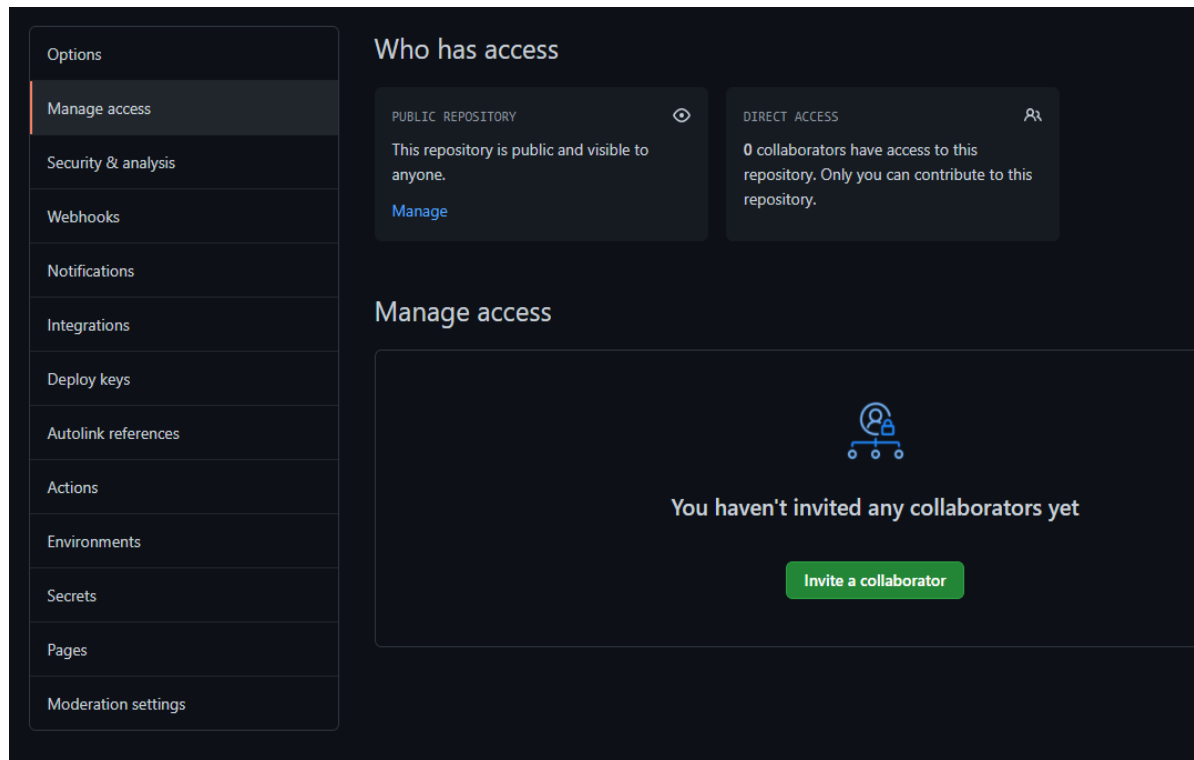 Options
Manage access
Security & analysis
Webhooks
Notifications
Integrations
Deploy keys
Autolink references
Actions
Environments
Secrets
Pages
Moderation settings
Who has access
PUBLIC REPOSITORY
This repository is public and visible to
anyone.
Manage
DIRECT ACCESS
0 collaborators have access to this
repository. Only you can contribute to this
repository.
Manage access
You haven't invited any collaborators yet
Invite a collaborator